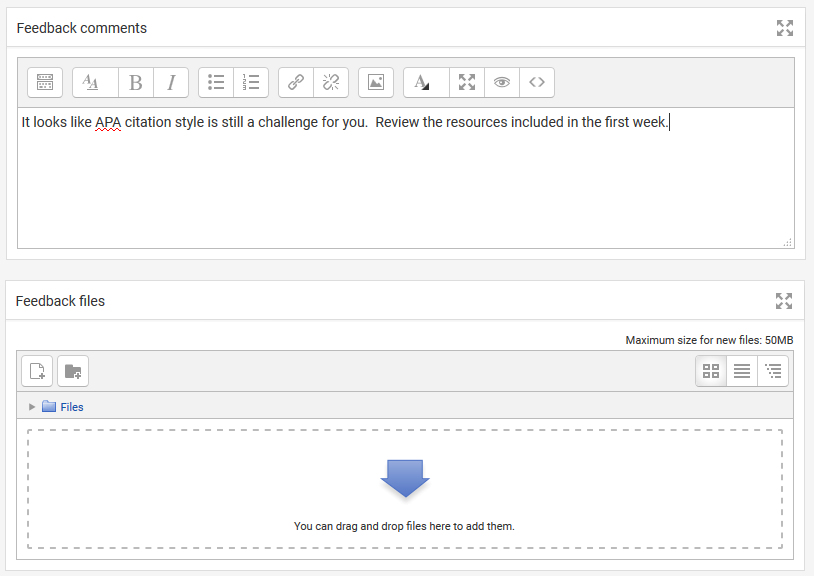 Feedback comments
It looks like APA citation style is still a challenge for you.  Review the resources included in the first week.
Feedback files
Maximum size for new files: 50MB
Files
You can drag and drop files here to add them.